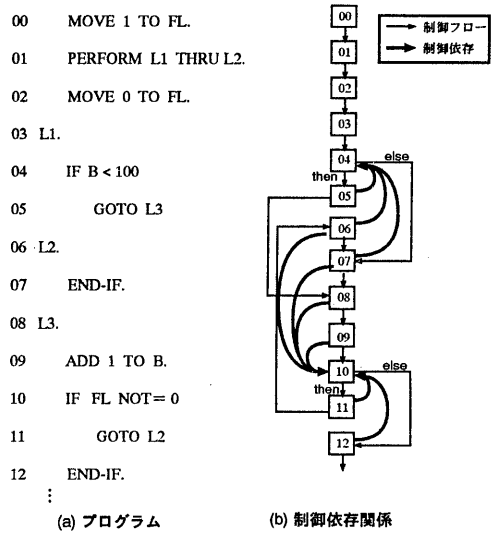 00 MOVE 1 TO FL.
01 PERFORM L1 THRU L2.
02 MOVE 0 TO FL.
03 L1.
04 IF B < 100
05 GOTO L3
06 L2.
07 END-IF.
08 L3.
09 ADD 1 TO B.
10 IF FL NOT= 0
11 GOTO L2
12 END-IF.
⋮
(a) プログラム
制御フロー
制御依存
00
01
02
03
04
else
then
05
06
07
08
09
10
else
then
11
12
(b) 制御依存関係